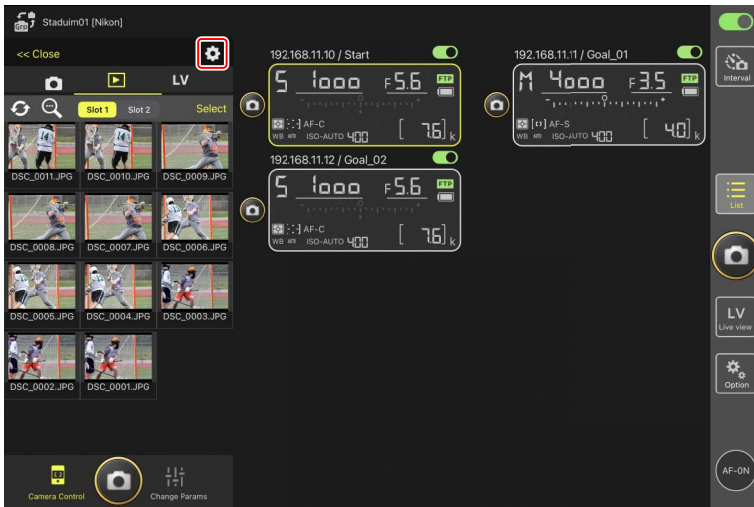 Grp
Staduim01 [Nikon]
<< Close
LV
Slot 1
Slot 2
Select
DSC_0011.JPG
DSC_0010.JPG
DSC_0009.JPG
DSC_0008.JPG
DSC_0007.JPG
DSC_0006.JPG
DSC_0005.JPG
DSC_0004.JPG
DSC_0003.JPG
DSC_0002.JPG
DSC_0001.JPG
Camera Control
Change Params
192.168.11.10 / Start
S 1000 F5.6 FTP
AF-C
WB ISO-AUTO 400 [ 7.6] k
192.168.11.11 / Goal_01
M 4000 F3.5 FTP
AF-S
WB ISO-AUTO 400 [ 4.0] k
192.168.11.12 / Goal_02
S 1000 F5.6 FTP
AF-C
WB ISO-AUTO 400 [ 7.6] k
Interval
List
LV
Live view
Option
AF-ON